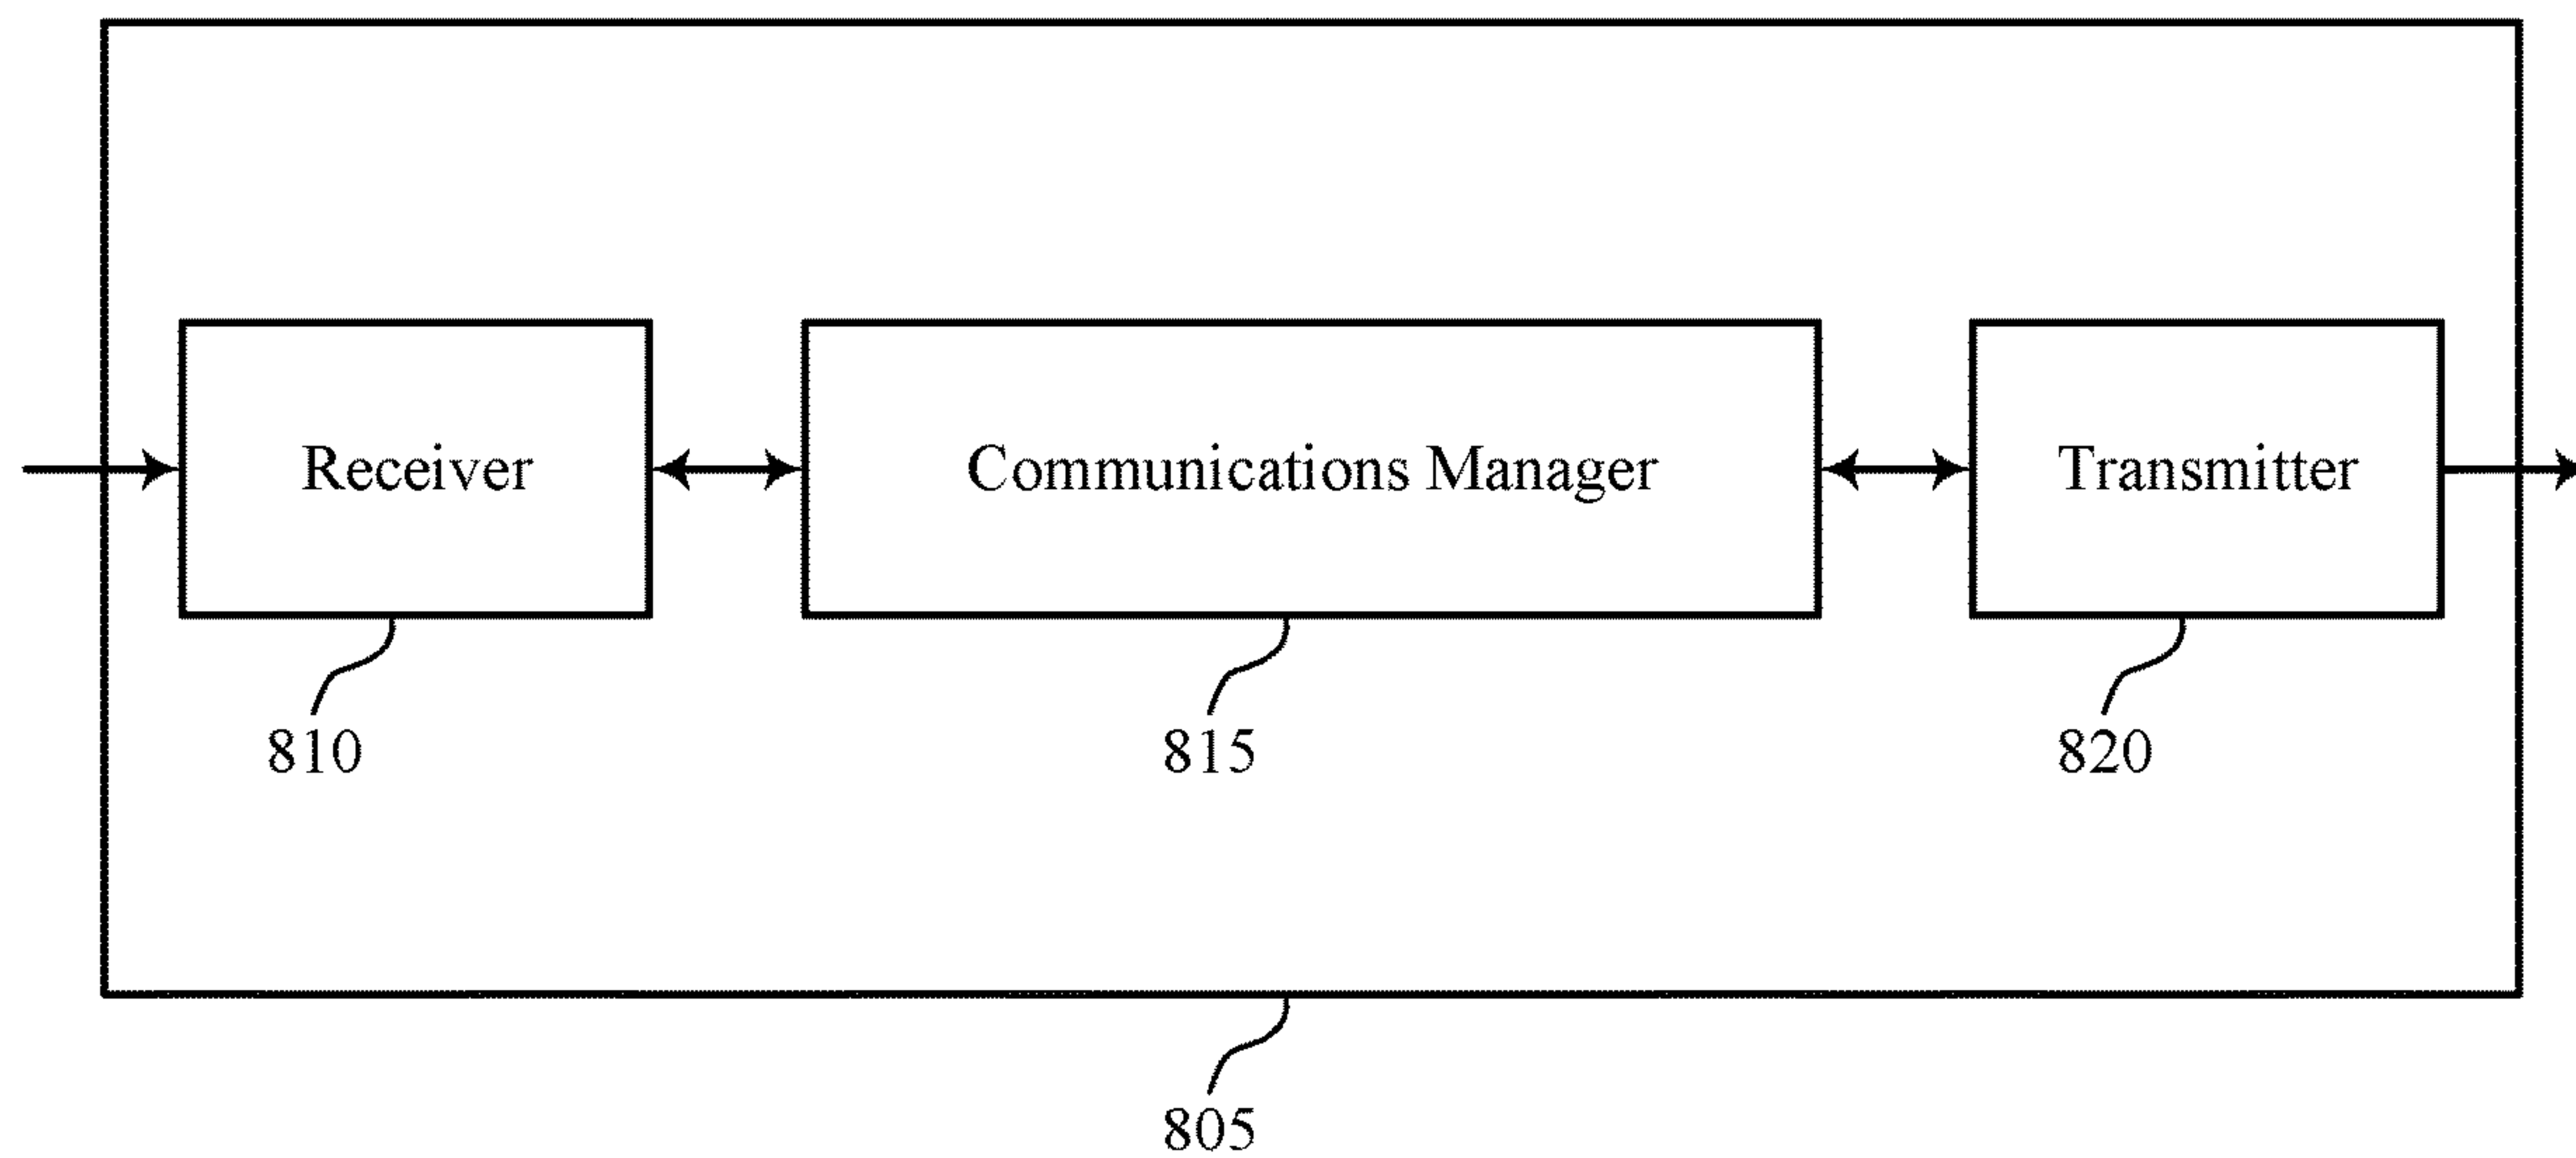 Receiver
Communications Manager
Transmitter
810
815
820
805